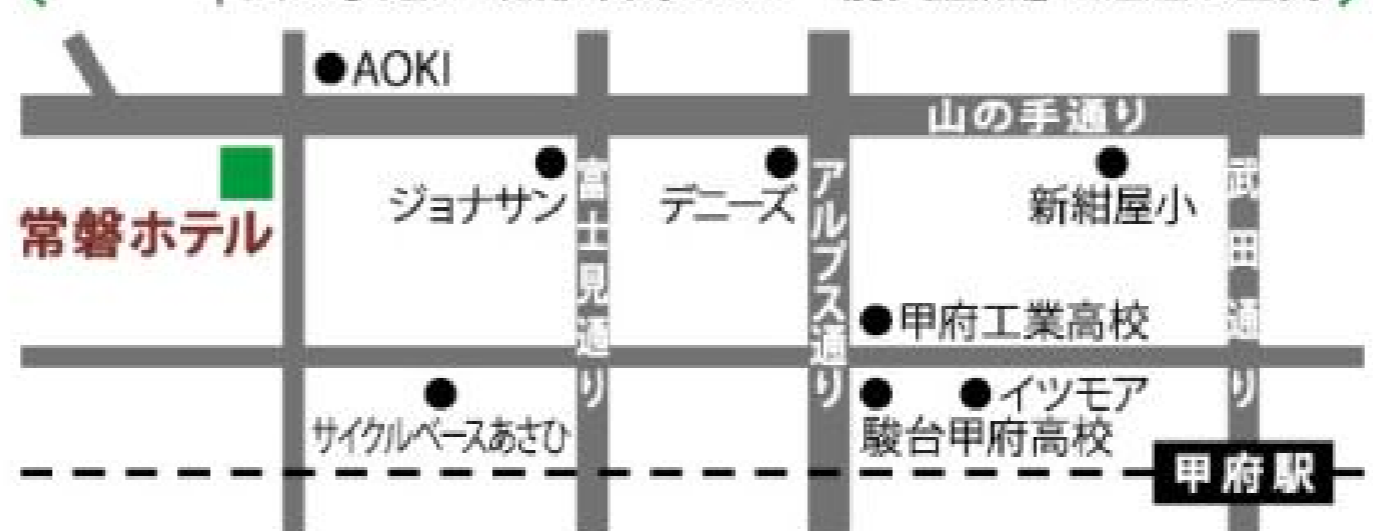 AOKI
山の手通り
ジョナサン
富士見通り
デニーズ
アルプス通り
新紺屋小
武田通り
常磐ホテル
甲府工業高校
イツモア
サイクルベースあさひ
駿台甲府高校
甲府駅